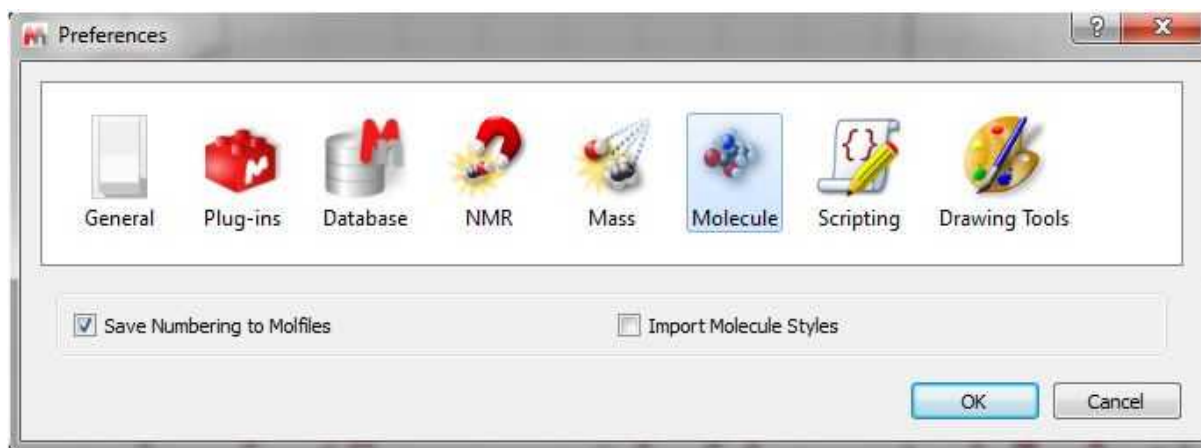 Preferences
General Plug-ins Database NMR Mass Molecule Scripting Drawing Tools
Save Numbering to Molfiles Import Molecule Styles
OK Cancel